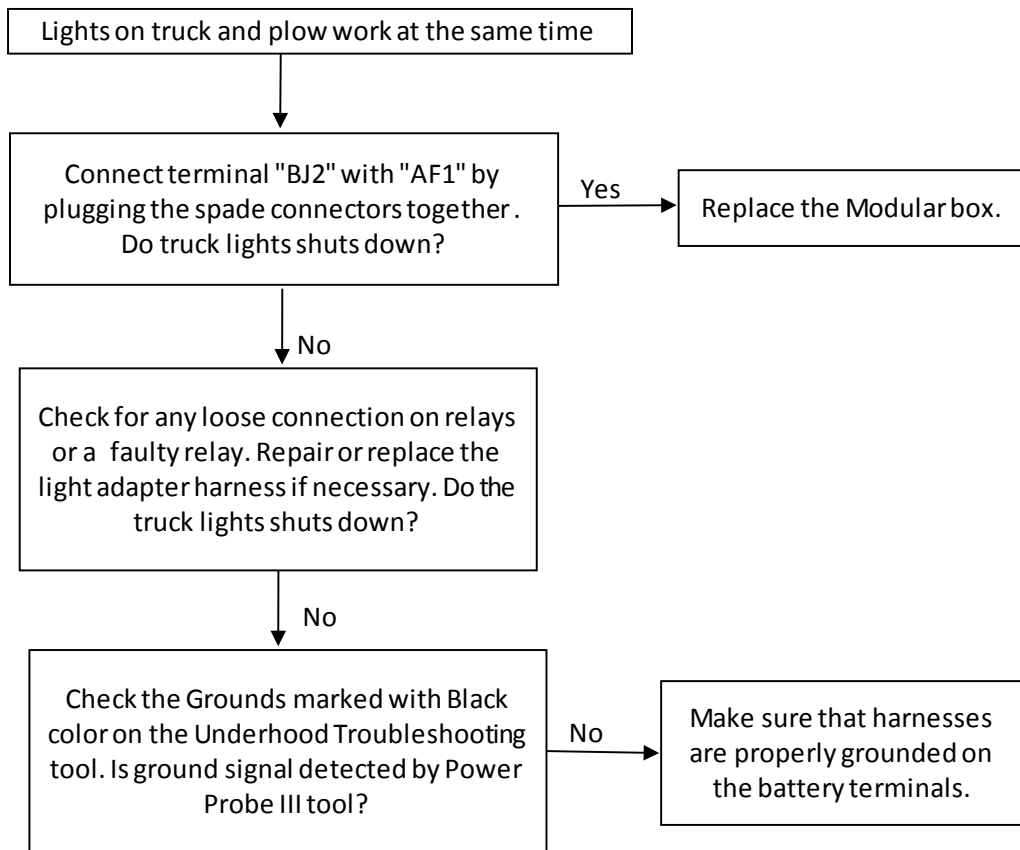 Lights on truck and plow work at the same time
Connect terminal "BJ2" with "AF1" by
plugging the spade connectors together.
Do truck lights shuts down?
Yes
Replace the Modular box.
No
Check for any loose connection on relays
or a faulty relay. Repair or replace the
light adapter harness if necessary. Do the
truck lights shuts down?
No
Check the Grounds marked with Black
color on the Underhood Troubleshooting
tool. Is ground signal detected by Power
Probe III tool?
No
Make sure that harnesses
are properly grounded on
the battery terminals.